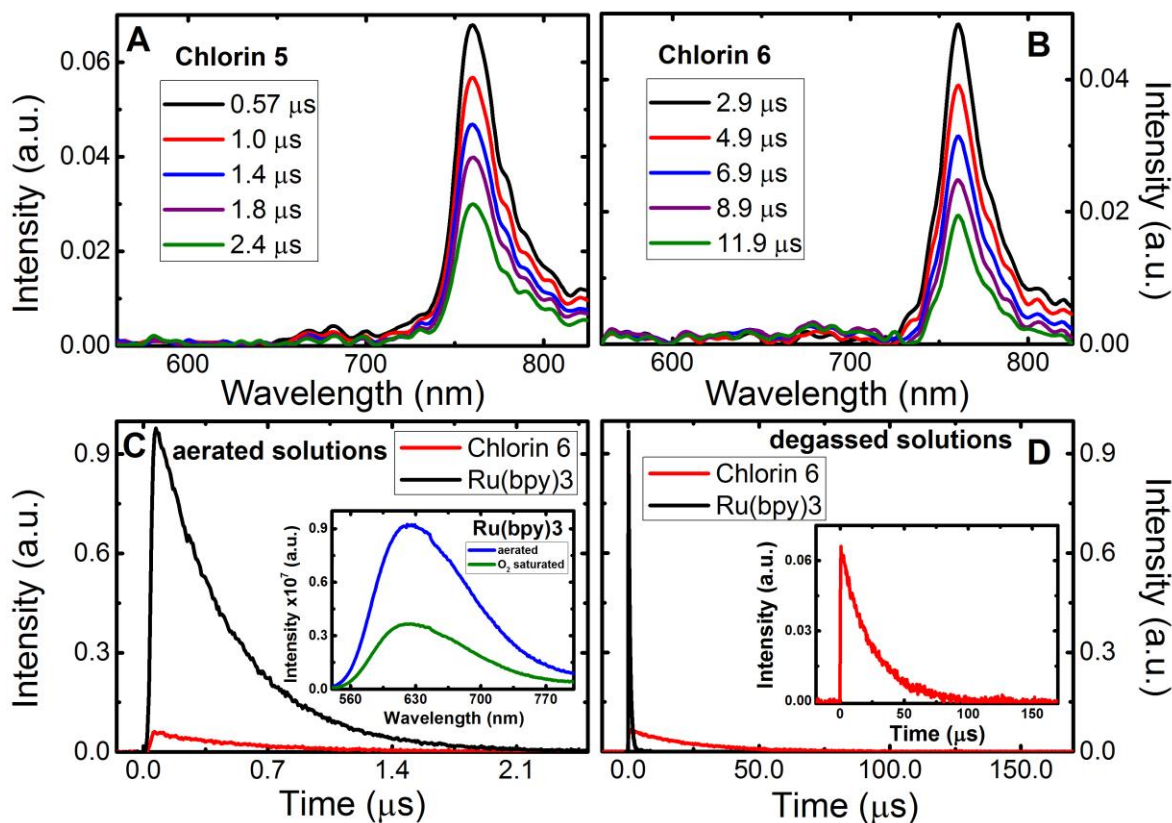 A
Chlorin 5
0.57 μs
1.0 μs
1.4 μs
1.8 μs
2.4 μs
0.06
0.04
0.02
0.00
Intensity (a.u.)
600
700
800
Wavelength (nm)
B
Chlorin 6
2.9 μs
4.9 μs
6.9 μs
8.9 μs
11.9 μs
0.04
0.02
0.00
Intensity (a.u.)
600
700
800
Wavelength (nm)
C
aerated solutions
Chlorin 6
Ru(bpy)3
0.9
0.6
0.3
0.0
Intensity (a.u.)
0.0
0.7
1.4
2.1
Time (μs)
Ru(bpy)3
aerated
O₂ saturated
0.9
0.6
0.3
0.0
Intensity x10⁷ (a.u.)
560
630
700
770
Wavelength (nm)
degassed solutions
D
Chlorin 6
Ru(bpy)3
0.9
0.6
0.3
0.0
Intensity (a.u.)
0.0
50.0
100.0
150.0
Time (μs)
0.06
0.03
0.00
Intensity (a.u.)
0
50
100
150
Time (μs)